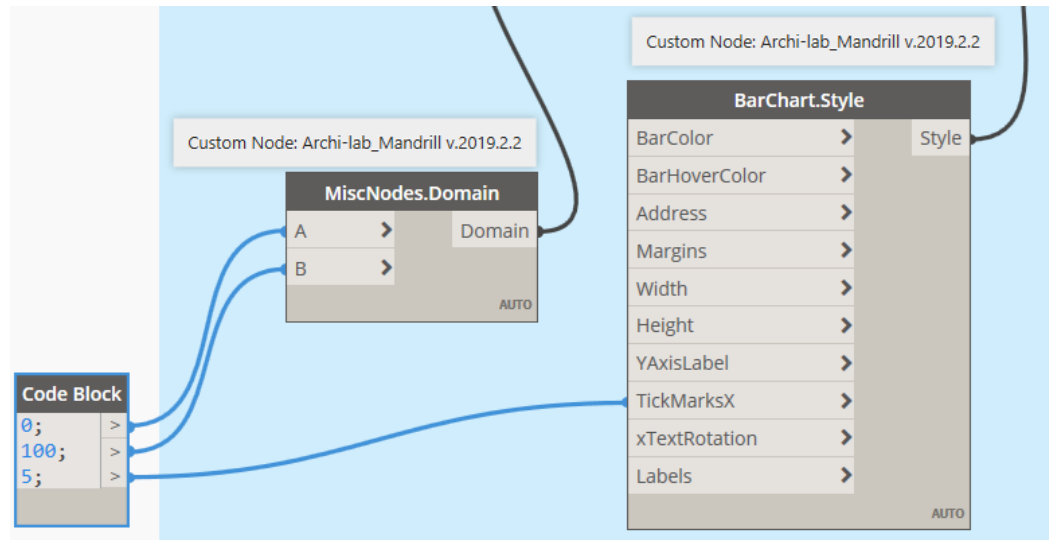 Custom Node: Archi-lab_Mandrill v.2019.2.2
BarChart.Style
BarColor >
Style
BarHoverColor >
Address >
Margins >
Width >
Height >
YAxisLabel >
TickMarksX >
xTextRotation >
Labels >
AUTO
Custom Node: Archi-lab_Mandrill v.2019.2.2
MiscNodes.Domain
A >
Domain
B >
AUTO
Code Block
0; >
100; >
5; >